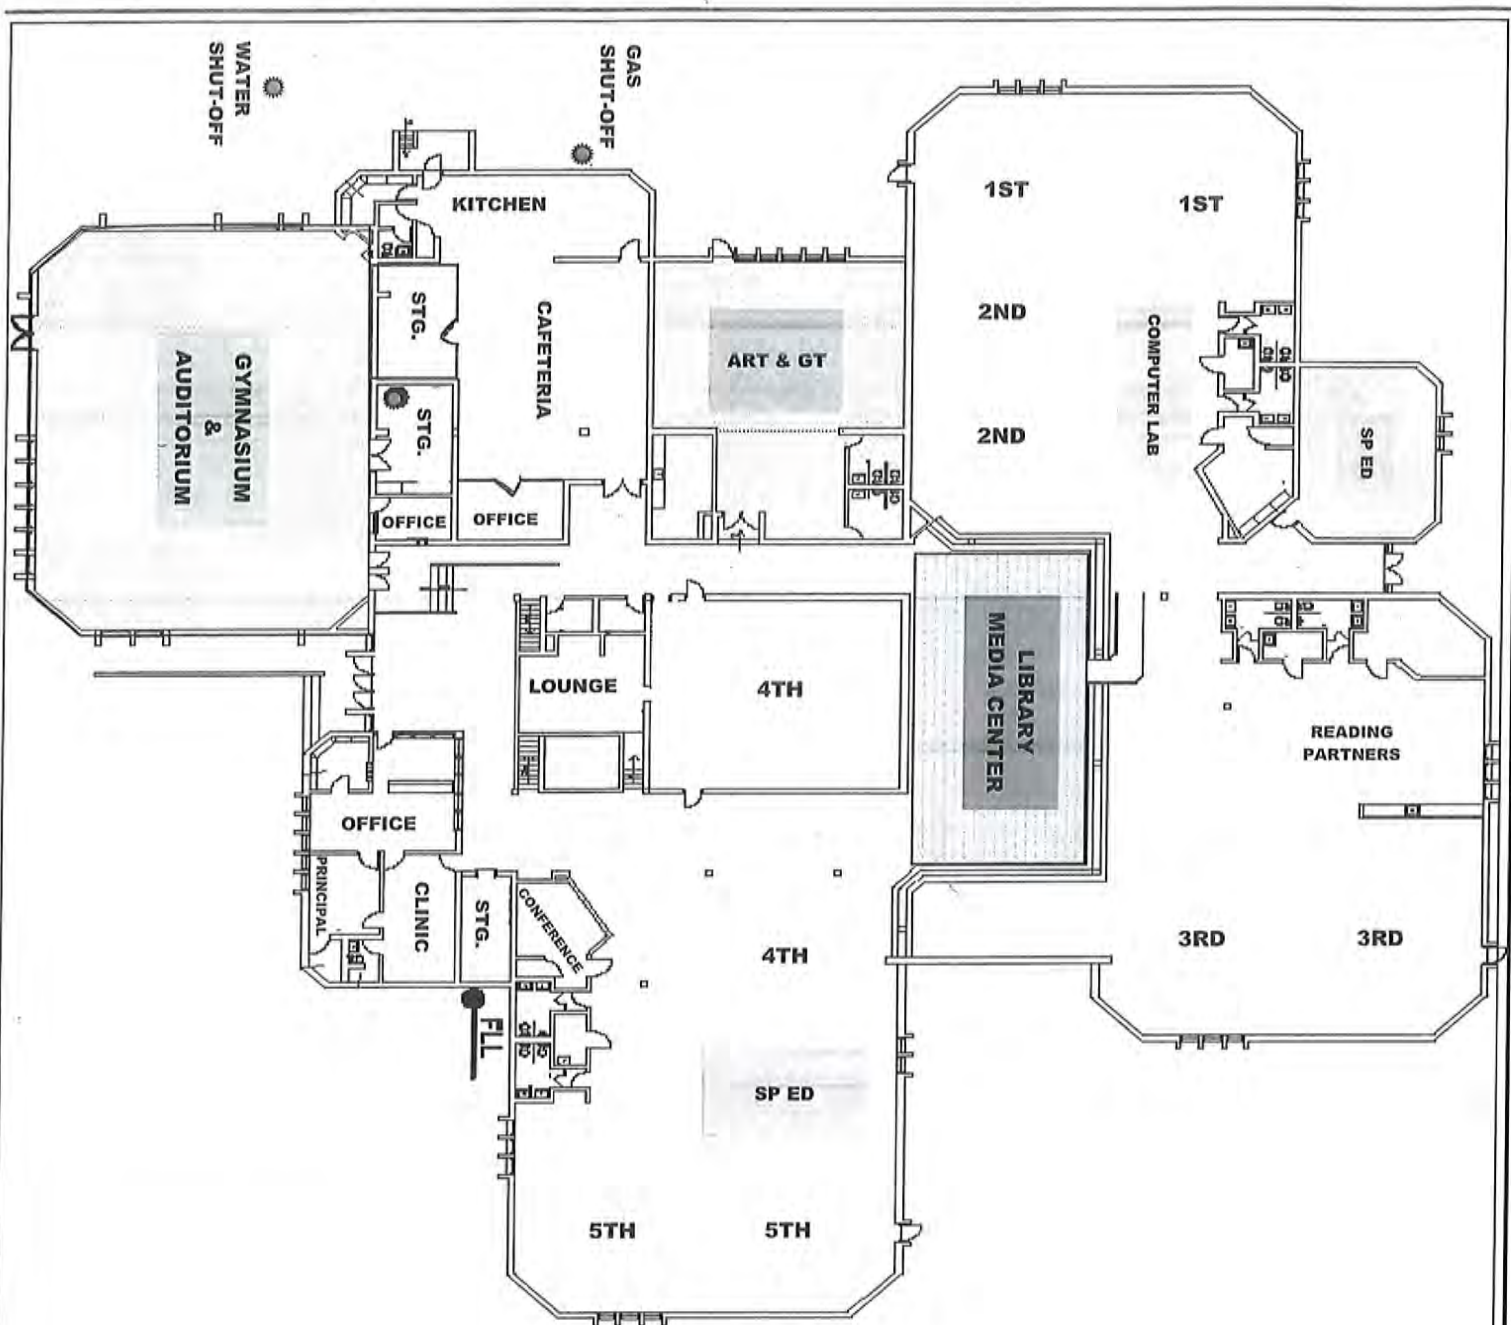 WATER
SHUT-OFF
GAS
SHUT-OFF
KITCHEN
1ST
1ST
STG.
CAFETERIA
2ND
COMPUTER LAB
ART & GT
GYMNASIUM
&
AUDITORIUM
STG.
2ND
SP ED
OFFICE
OFFICE
LIBRARY
MEDIA CENTER
LOUNGE
4TH
READING
PARTNERS
OFFICE
PRINCIPAL
CLINIC
STG.
CONFERENCE
4TH
3RD
3RD
FLL
SP ED
5TH
5TH